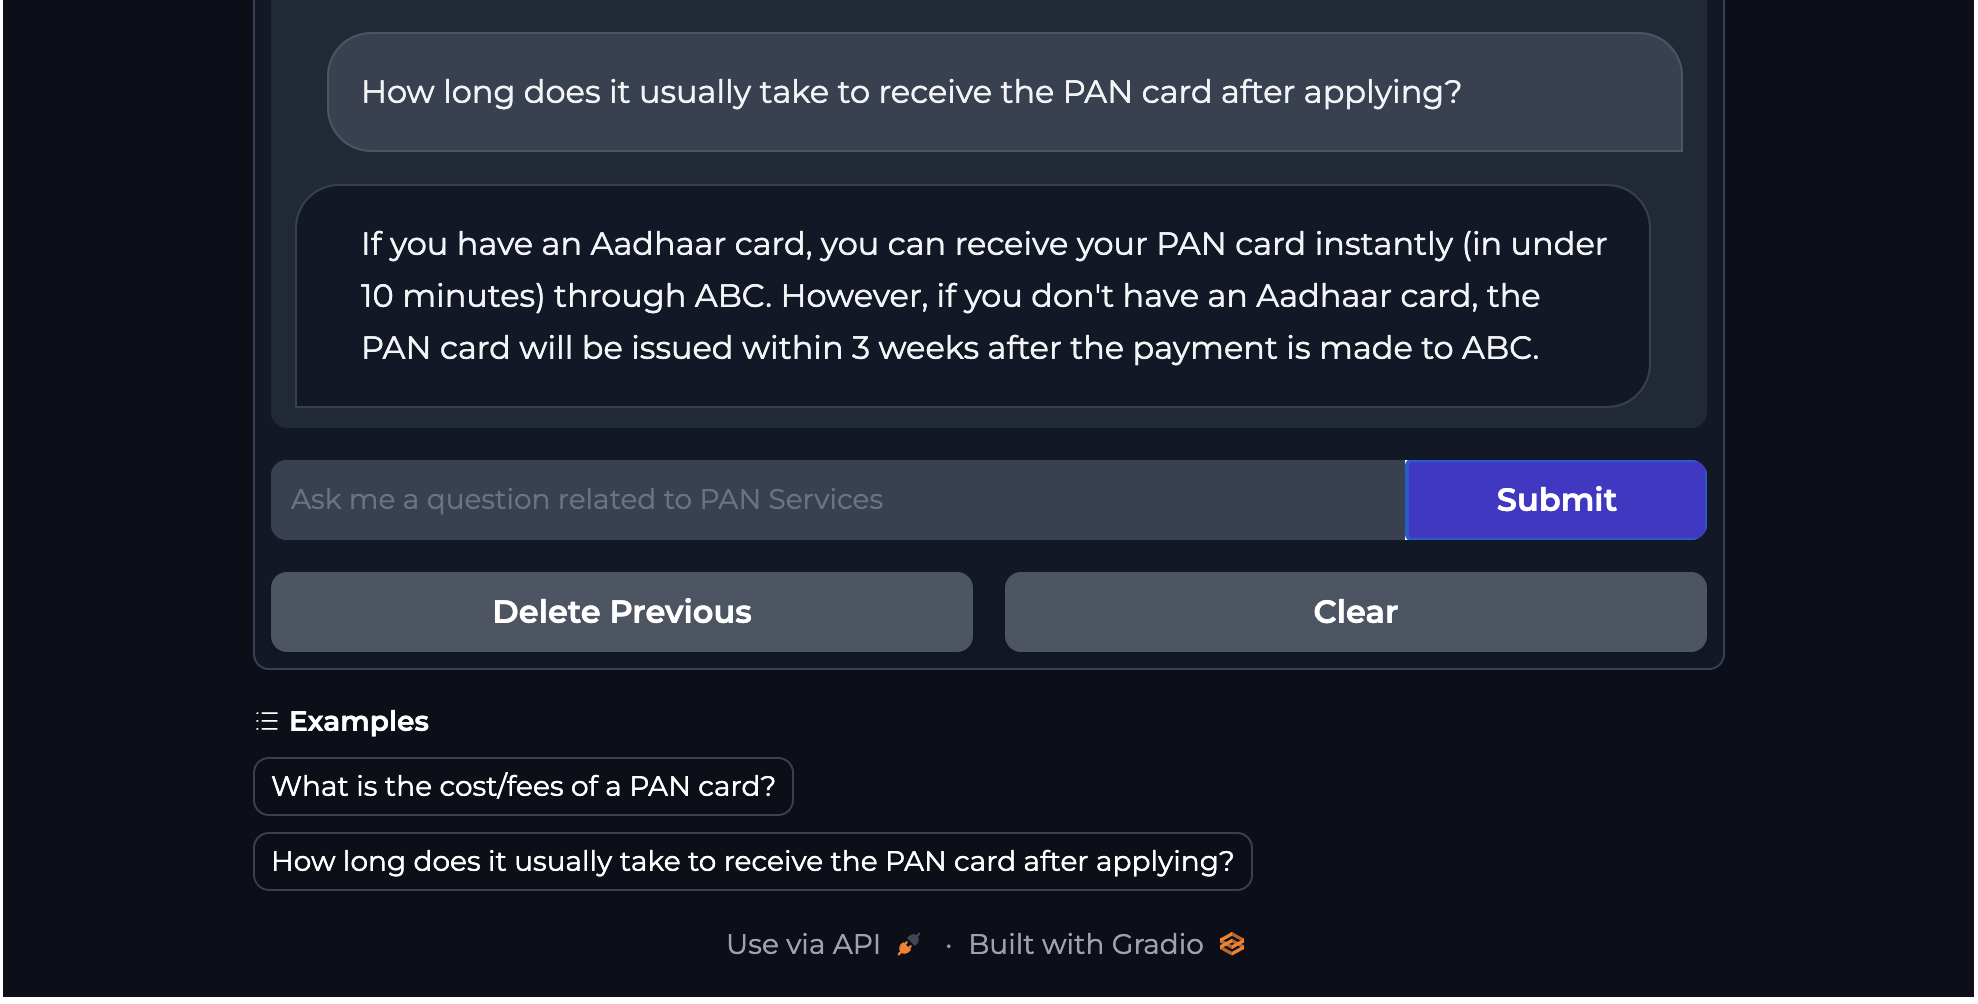 How long does it usually take to receive the PAN card after applying?
If you have an Aadhaar card, you can receive your PAN card instantly (in under
10 minutes) through ABC. However, if you don't have an Aadhaar card, the
PAN card will be issued within 3 weeks after the payment is made to ABC.
Ask me a question related to PAN Services
Submit
Delete Previous
Clear
Examples
What is the cost/fees of a PAN card?
How long does it usually take to receive the PAN card after applying?
Use via API · Built with Gradio